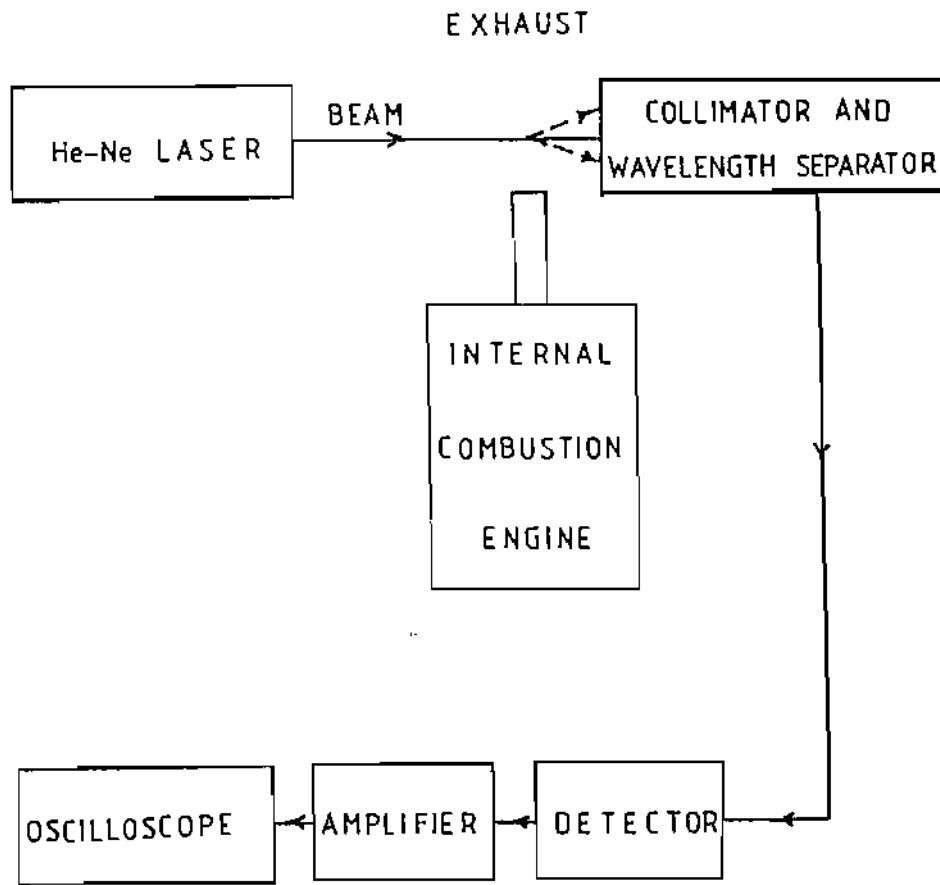 EXHAUST
BEAM
He-Ne LASER
COLLIMATOR AND
WAVELENGTH SEPARATOR
INTERNAL
COMBUSTION
ENGINE
OSCILLOSCOPE
AMPLIFIER
DETECTOR